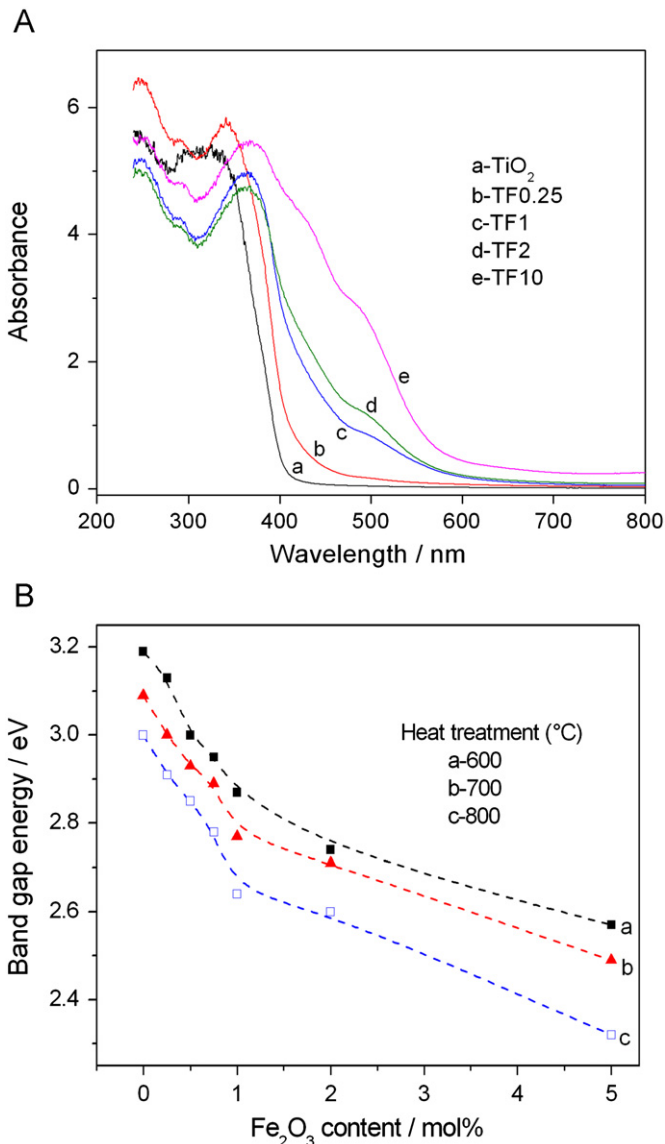 A
Absorbance
6
4
2
0
a-TiO₂
b-TF0.25
c-TF1
d-TF2
e-TF10
a
b
c
d
e
200 300 400 500 600 700 800
Wavelength / nm
B
Band gap energy / eV
3.2
3.0
2.8
2.6
2.4
Heat treatment (°C)
a-600
b-700
c-800
a
b
c
0 1 2 3 4 5
Fe₂O₃ content / mol%